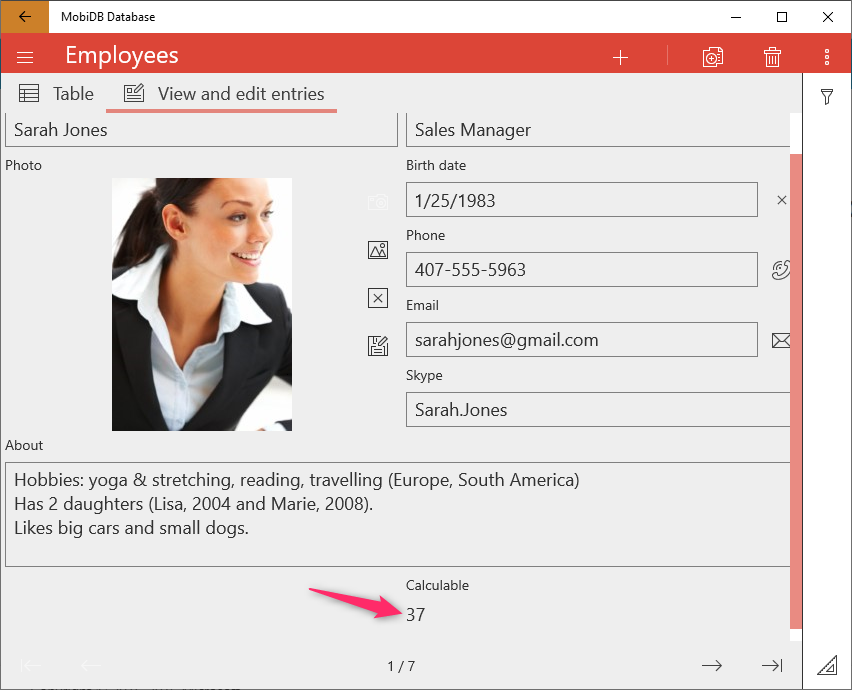 MobiDB Database
Employees
Table
View and edit entries
Sarah Jones
Sales Manager
Photo
Birth date
1/25/1983
Phone
407-555-5963
Email
sarahjones@gmail.com
Skype
Sarah.Jones
About
Hobbies: yoga & stretching, reading, travelling (Europe, South America)
Has 2 daughters (Lisa, 2004 and Marie, 2008).
Likes big cars and small dogs.
Calculable
37
1 / 7